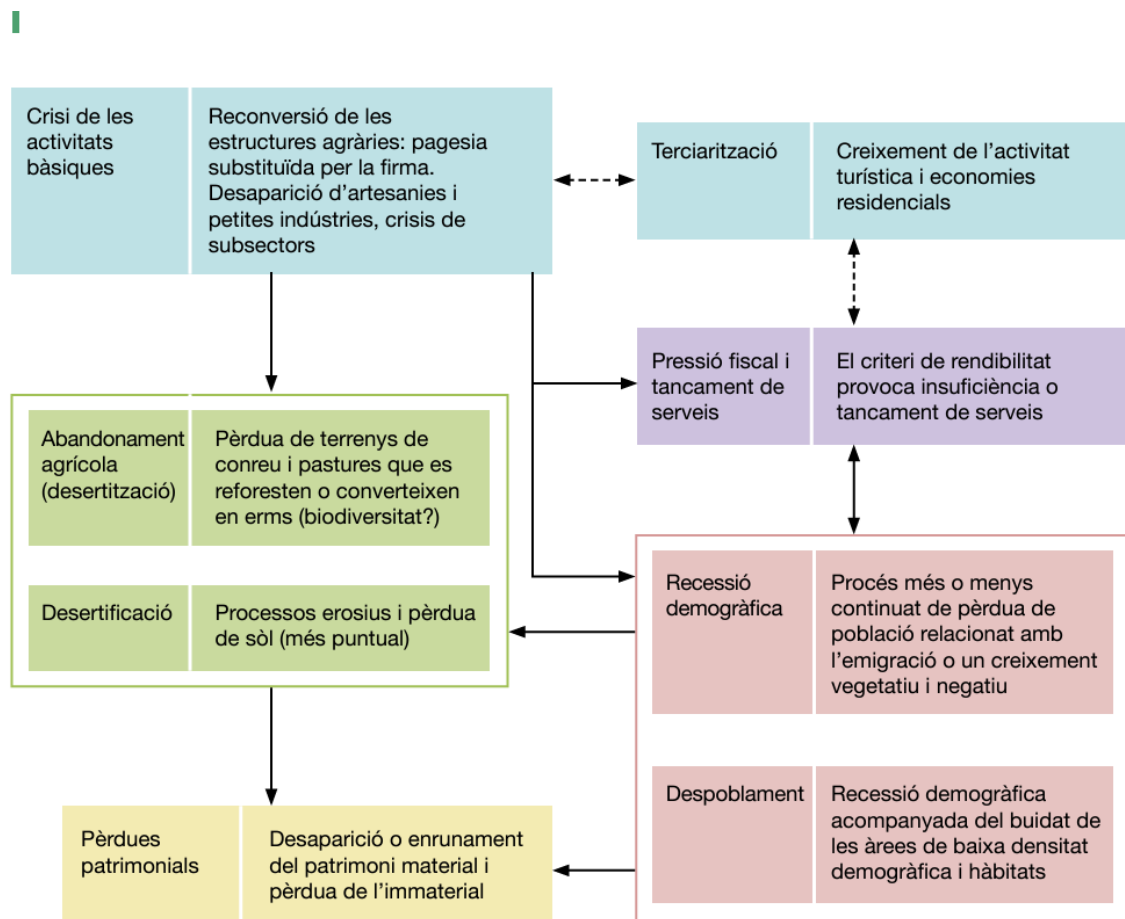 Crisi de les
activitats
bàsiques
Reconversió de les
estructures agràries: pagesia
substituïda per la firma.
Desaparició d’artesanies i
petites indústries, crisis de
subsectors
Terciarització
Creixement de l’activitat
turística i economies
residencials
Pressió fiscal i
tancament de
serveis
El criteri de rendibilitat
provoca insuficiència o
tancament de serveis
Abandonament
agrícola
(desertització)
Pèrdua de terrenys de
conreu i pastures que es
reforesten o converteixen
en erms (biodiversitat?)
Desertificació
Processos erosius i pèrdua
de sòl (més puntual)
Recessió
demogràfica
Procés més o menys
continuat de pèrdua de
població relacionat amb
l’emigració o un creixement
vegetatiu i negatiu
Despoblament
Recessió demogràfica
acompanyada del buidat de
les àrees de baixa densitat
demogràfica i hàbitats
Pèrdues
patrimonials
Desaparició o enrunament
del patrimoni material i
pèrdua de l’immaterial